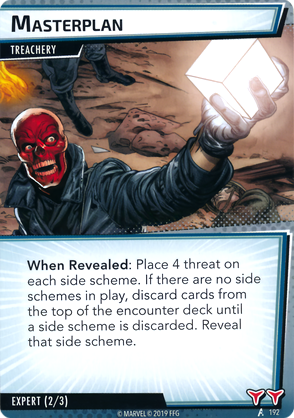 MASTERPLAN
TREACHERY
When Revealed: Place 4 threat on
each side scheme. If there are no side
schemes in play, discard cards from
the top of the encounter deck until
a side scheme is discarded. Reveal
that side scheme.
EXPERT (2/3)
© MARVEL © 2019 FFG
192